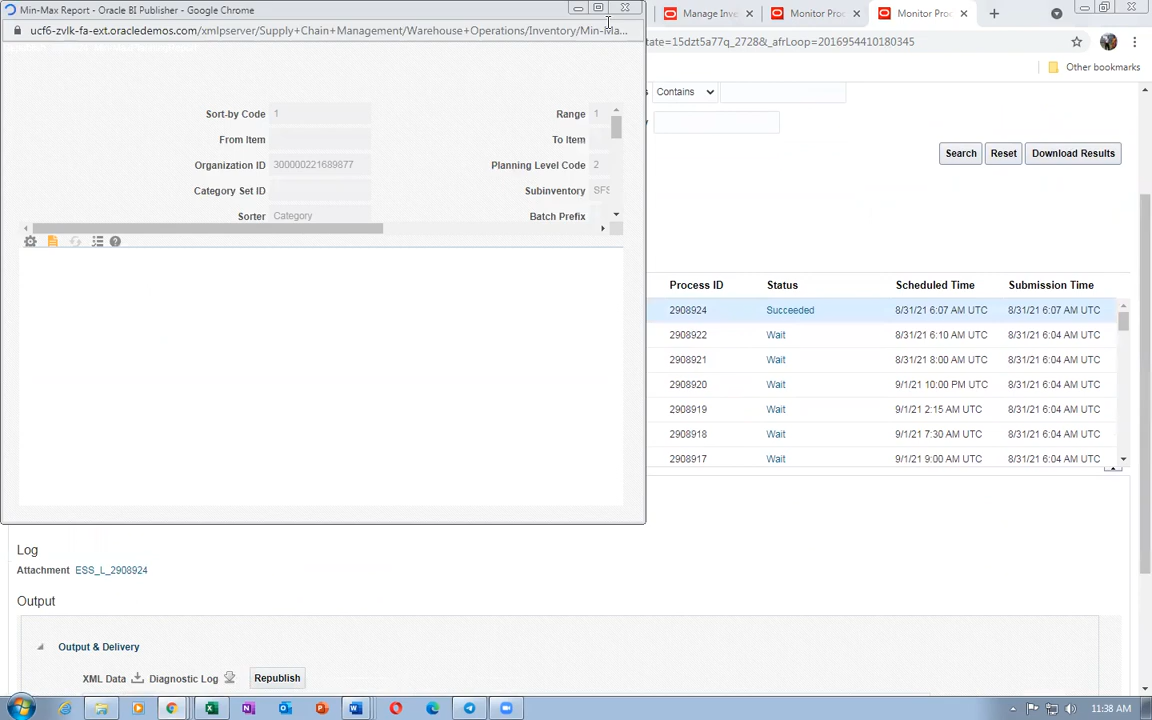 Min-Max Report - Oracle BI Publisher - Google Chrome
Manage Inve
Monitor Proc
Monitor Proc
ucf6-zvlk-fa-ext.oracledemos.com/xmlpserver/Supply+Chain+Management/Warehouse+Operations/Inventory/Min-Ma...
tate=15dzt5a77q_2728&_afrLoop=2016954410180345
Other bookmarks
Contains
Sort-by Code 1
Range 1
From Item
To Item
Organization ID 300000221689877
Planning Level Code 2
Category Set ID
Subinventory SFS
Sorter Category
Batch Prefix
Search Reset Download Results
Process ID Status Scheduled Time Submission Time
2908924 Succeeded 8/31/21 6:07 AM UTC 8/31/21 6:07 AM UTC
2908922 Wait 8/31/21 6:10 AM UTC 8/31/21 6:04 AM UTC
2908921 Wait 8/31/21 8:00 AM UTC 8/31/21 6:04 AM UTC
2908920 Wait 9/1/21 10:00 PM UTC 8/31/21 6:04 AM UTC
2908919 Wait 9/1/21 2:15 AM UTC 8/31/21 6:04 AM UTC
2908918 Wait 9/1/21 7:30 AM UTC 8/31/21 6:04 AM UTC
2908917 Wait 9/1/21 9:00 AM UTC 8/31/21 6:04 AM UTC
Log
Attachment ESS_L_2908924
Output
Output & Delivery
XML Data Diagnostic Log Republish
11:38 AM